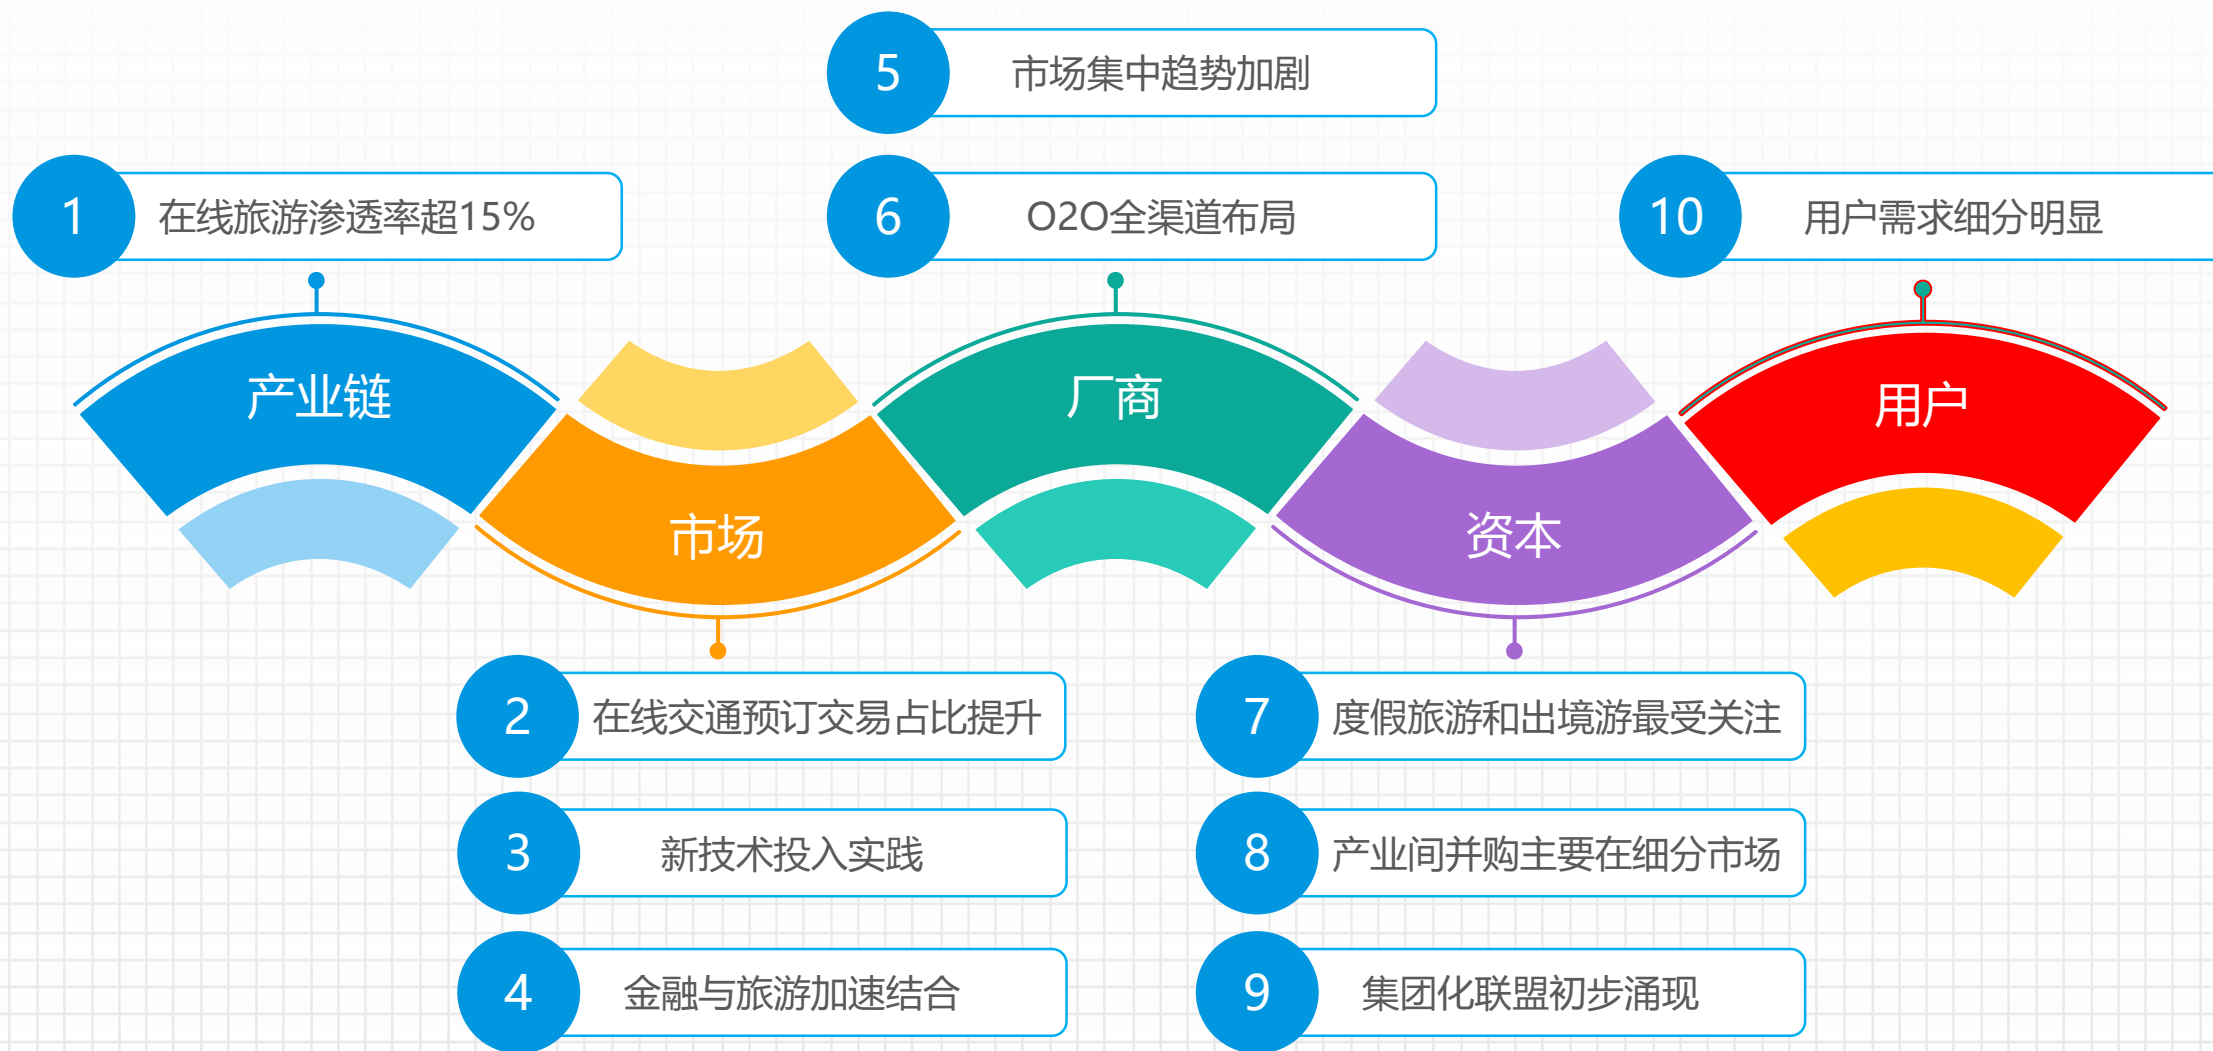 5
市场集中趋势加剧
1
在线旅游渗透率超15%
6
O2O全渠道布局
10
用户需求细分明显
产业链
市场
厂商
资本
用户
2
在线交通预订交易占比提升
3
新技术投入实践
4
金融与旅游加速结合
7
度假旅游和出境游最受关注
8
产业间并购主要在细分市场
9
集团化联盟初步涌现